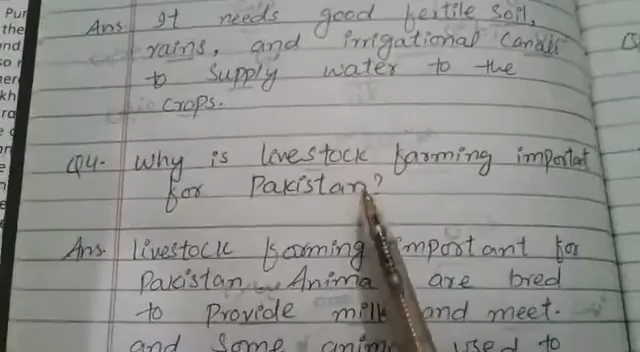 Ans It needs good fertile soil,
rains, and irrigational canals
to supply water to the
crops.
Q4. Why is livestock farming important
for Pakistan?
Ans. livestock farming important for
Pakistan. are bred
to Provide milk and meet.
and some used to